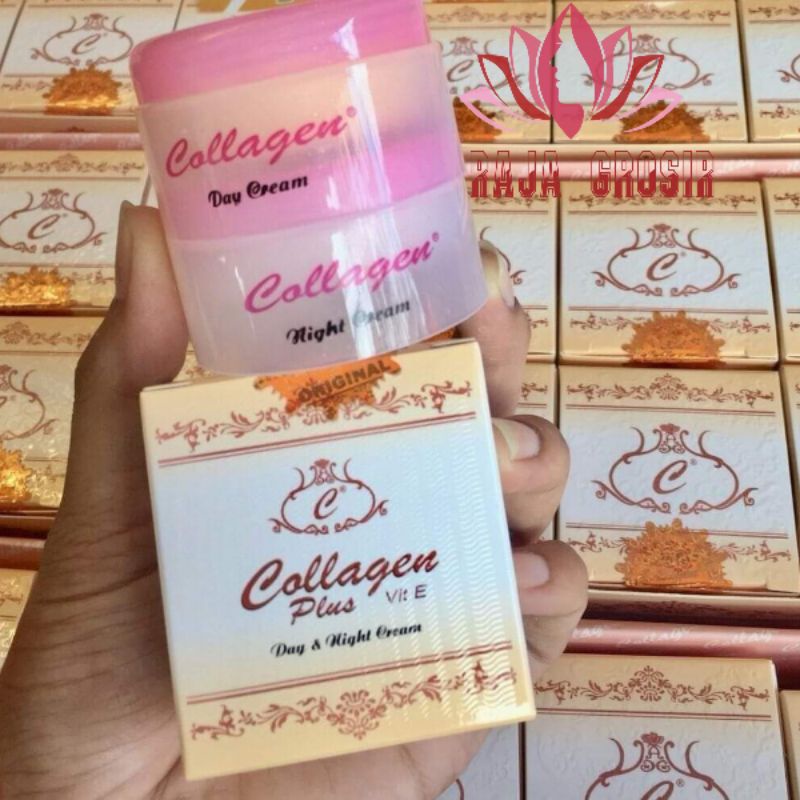 RAJA GROSIR
Collagen®
Day Cream
Collagen®
Night Cream
ORIGINAL
C®
Collagen
Plus Vit E
Day & Night Cream
C
C
C
C
C